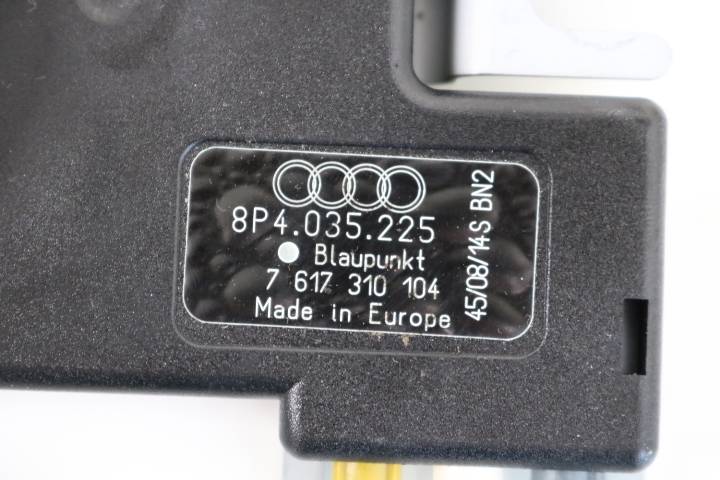 8P4.035.225
Blaupunkt
7 617 310 104
Made in Europe
45/08/14S BN2